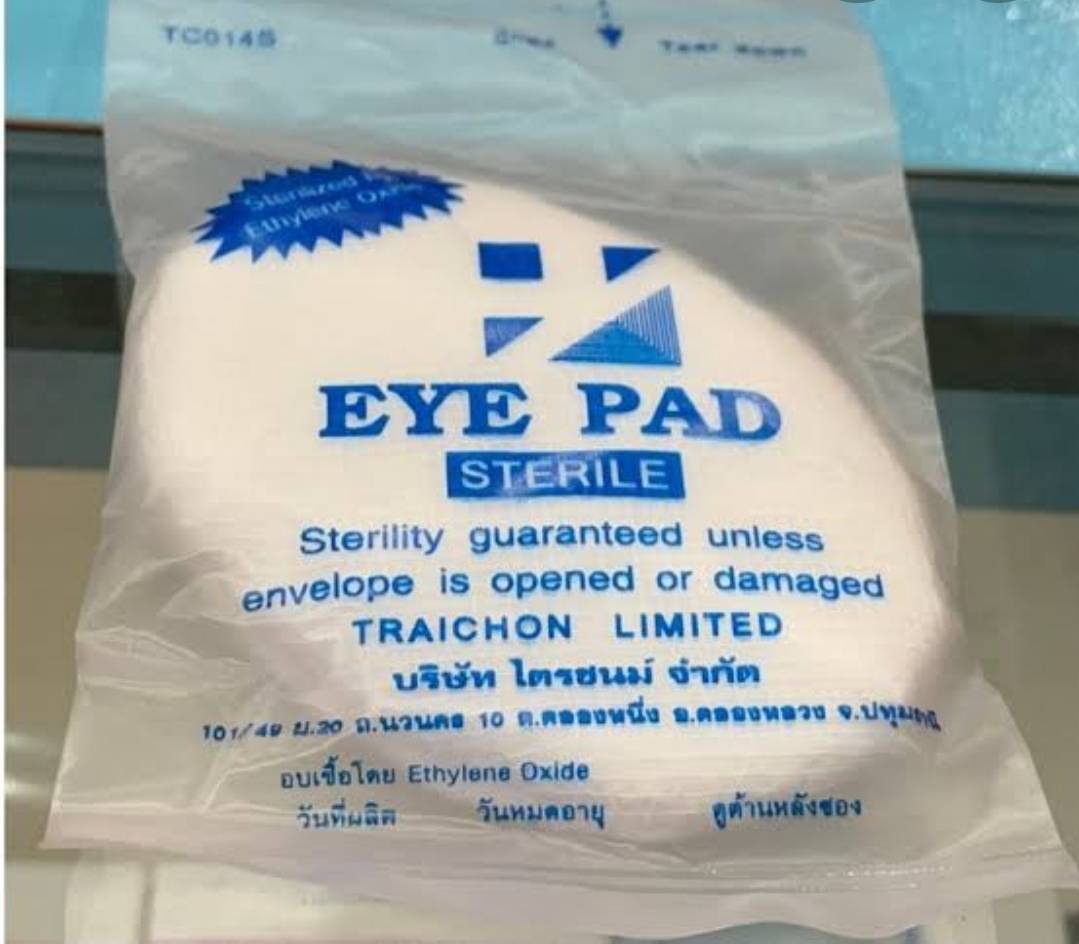 TC014S Tear down
Sterilized By
Ethylene Oxide
EYE PAD
STERILE
Sterility guaranteed unless
envelope is opened or damaged
TRAICHON LIMITED
บริษัท ไตรชนม์ จำกัด
101/49 ม.20 ถ.นวนคร 10 ต.คลองหนึ่ง อ.คลองหลวง จ.ปทุมธานี
อบเชื้อโดย Ethylene Oxide
วันที่ผลิต วันหมดอายุ ดูด้านหลังซอง